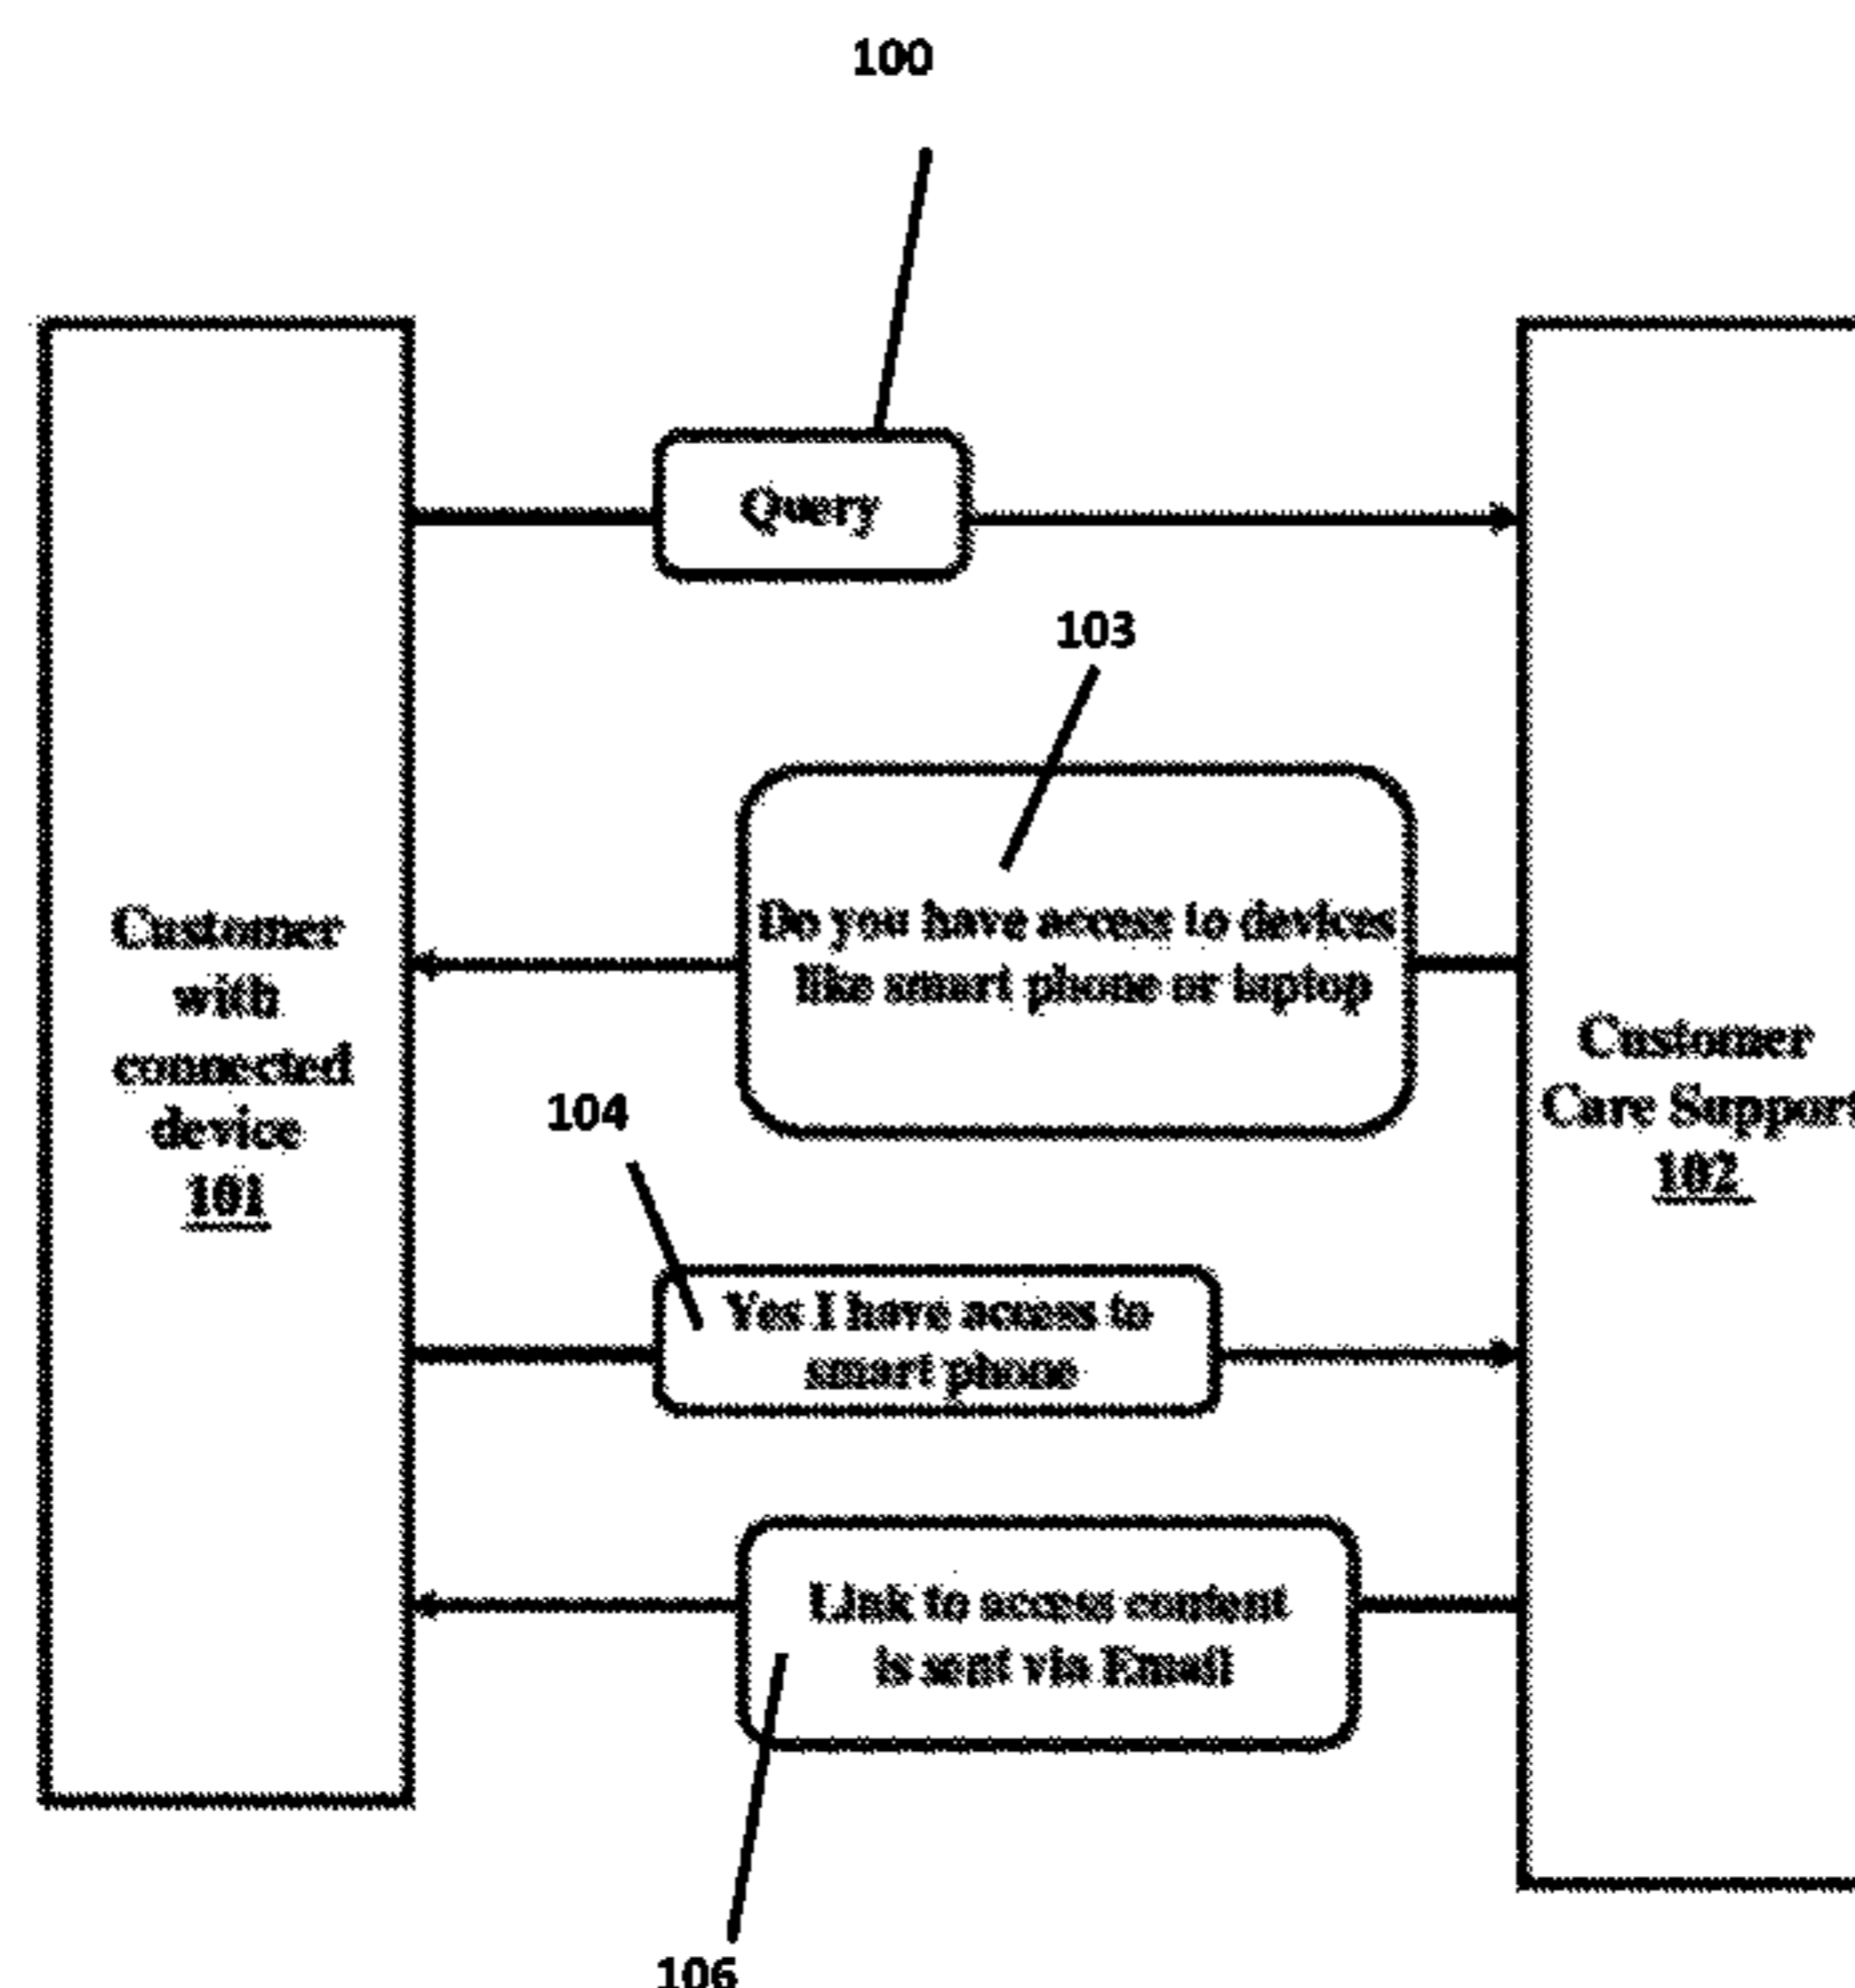 100
Query
103
Do you have access to devices
like smart phone or laptop
Customer
with
connected
device
101
Customer
Care Support
102
104
Yes I have access to
smart phone
Link to access content
is sent via Email
106